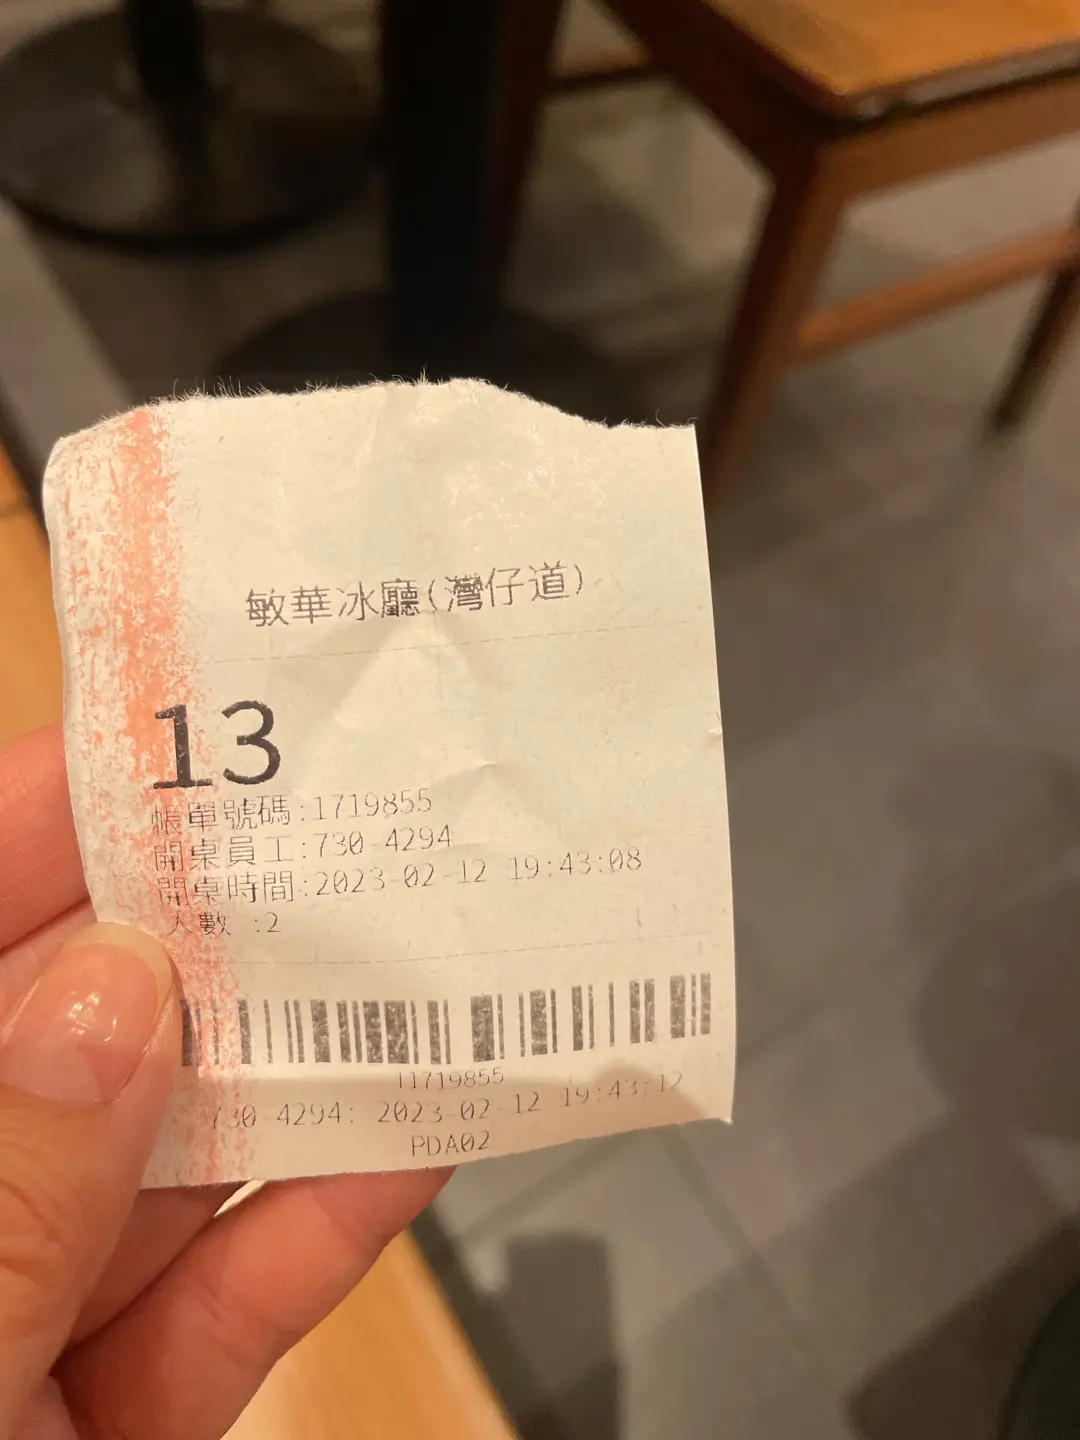 敏華冰廳(灣仔道)
13
帳單號碼:1719855
開桌員工:730-4294
開桌時間:2023-02-12 19:43:08
人數 :2
11719855
730-4294: 2023-02-12 19:43:12
PDA02